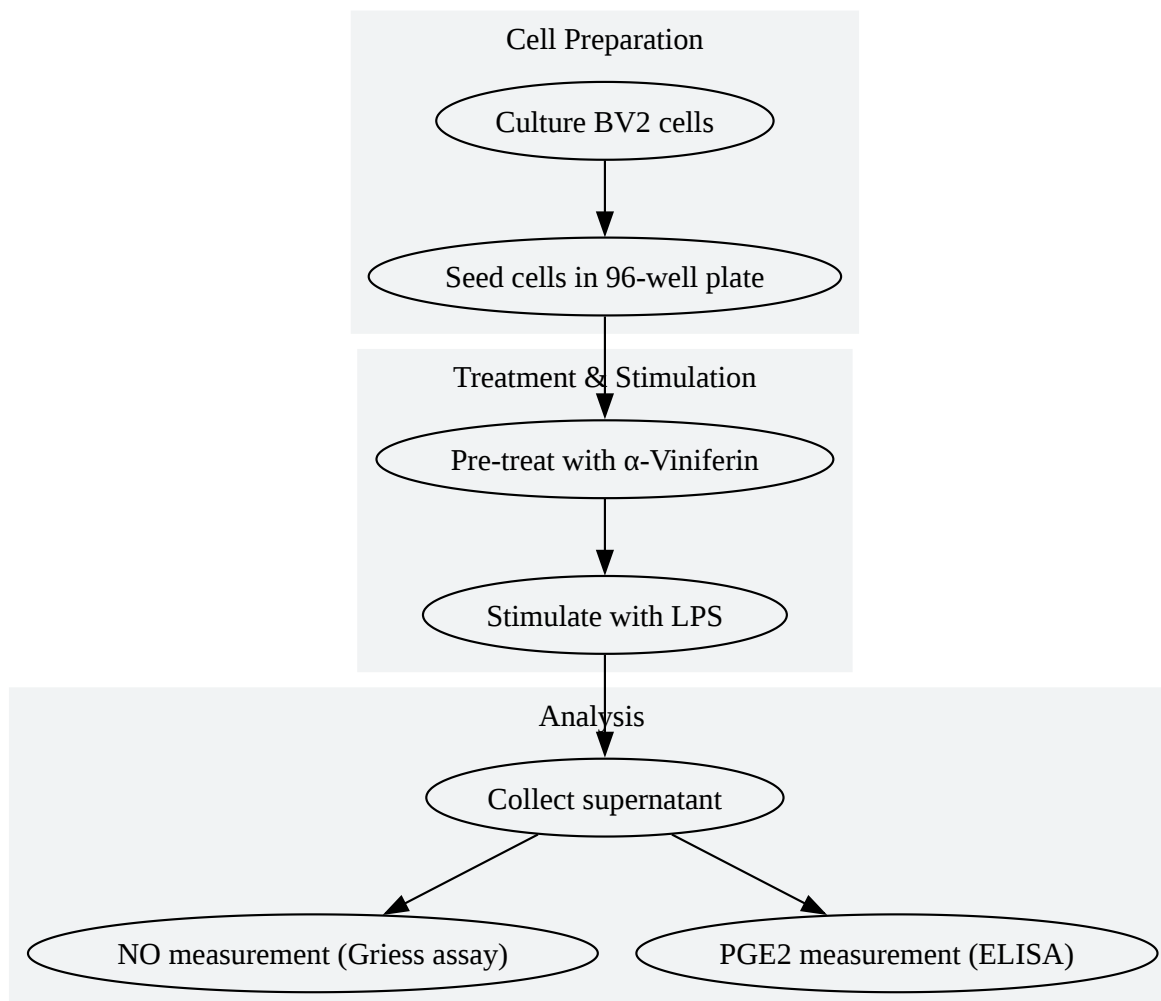 Cell Preparation
Culture BV2 cells
Seed cells in 96-well plate
Treatment & Stimulation
Pre-treat with α-Viniferin
Stimulate with LPS
Analysis
Collect supernatant
NO measurement (Griess assay)
PGE2 measurement (ELISA)